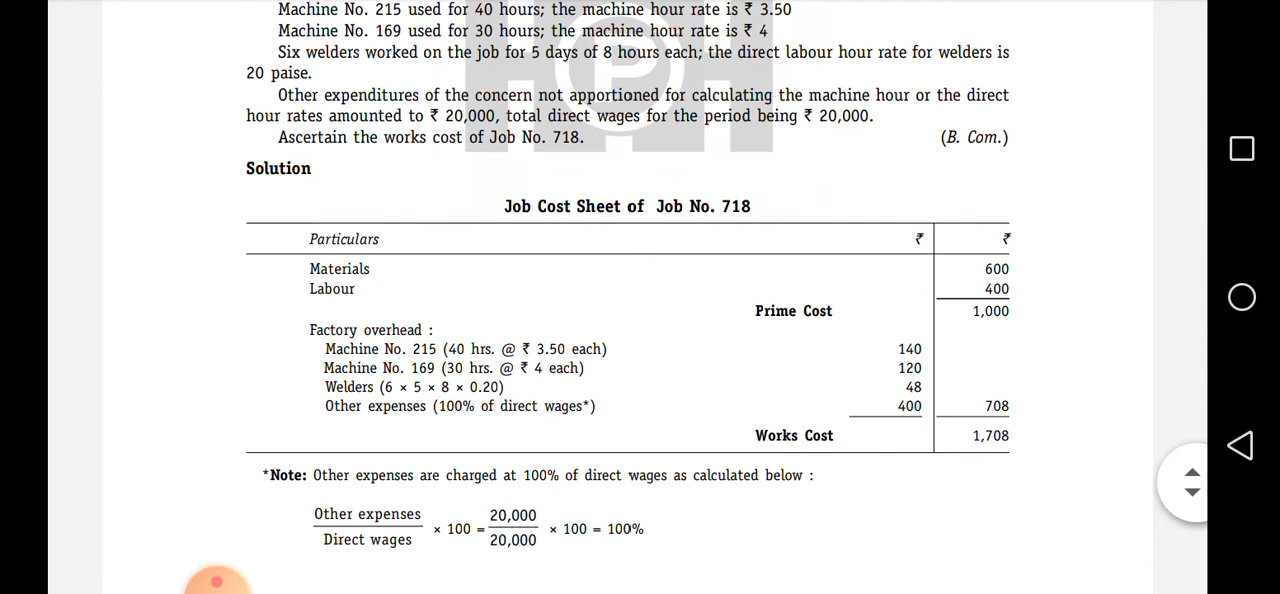 Machine No. 215 used for 40 hours; the machine hour rate is ₹ 3.50
Machine No. 169 used for 30 hours; the machine hour rate is ₹ 4
Six welders worked on the job for 5 days of 8 hours each; the direct labour hour rate for welders is
20 paise.
Other expenditures of the concern not apportioned for calculating the machine hour or the direct
hour rates amounted to ₹ 20,000, total direct wages for the period being ₹ 20,000.
Ascertain the works cost of Job No. 718. (B. Com.)
Solution
Job Cost Sheet of Job No. 718
Particulars ₹ ₹
Materials 600
Labour 400
Prime Cost 1,000
Factory overhead :
Machine No. 215 (40 hrs. @ ₹ 3.50 each) 140
Machine No. 169 (30 hrs. @ ₹ 4 each) 120
Welders (6 × 5 × 8 × 0.20) 48
Other expenses (100% of direct wages*) 400 708
Works Cost 1,708
*Note: Other expenses are charged at 100% of direct wages as calculated below :
Other expenses / Direct wages × 100 = 20,000 / 20,000 × 100 = 100%